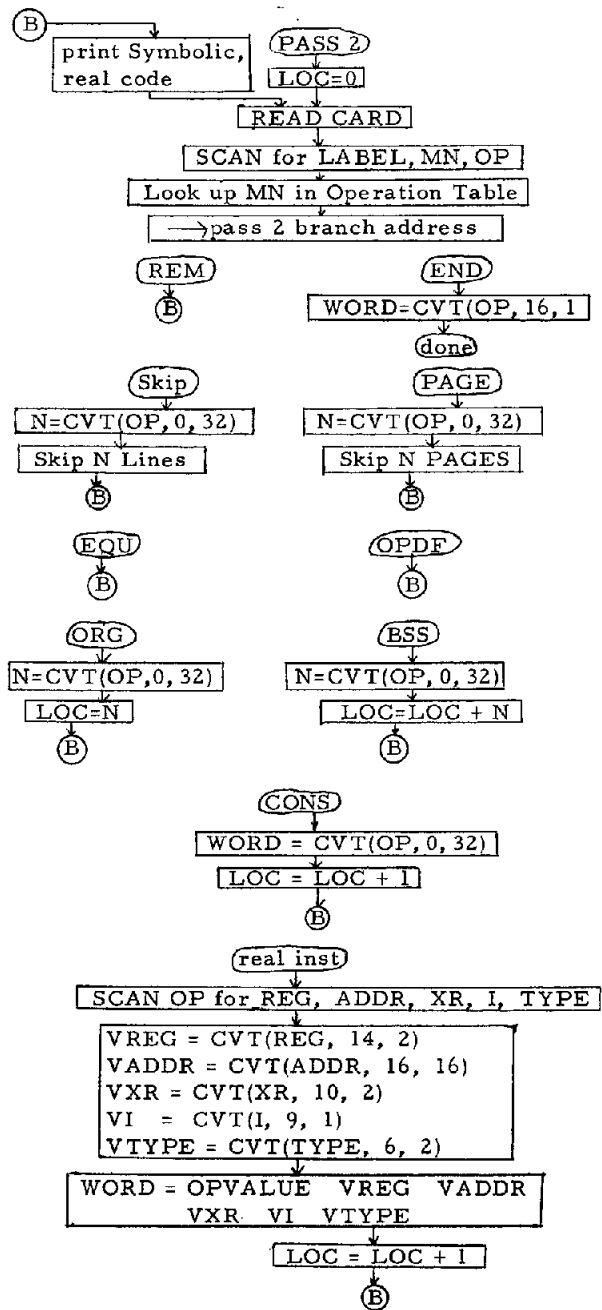 B
PASS 2
print Symbolic,
real code
LOC=0
READ CARD
SCAN for LABEL, MN, OP
Look up MN in Operation Table
→pass 2 branch address
REM
B
END
WORD=CVT(OP, 16, 1
done
Skip
N=CVT(OP, 0, 32)
Skip N Lines
B
PAGE
N=CVT(OP, 0, 32)
Skip N PAGES
B
EQU
B
OPDF
B
ORG
N=CVT(OP,0, 32)
LOC=N
B
BSS
N=CVT(OP, 0, 32)
LOC=LOC + N
B
CONS
WORD = CVT(OP, 0, 32)
LOC = LOC + 1
B
real inst
SCAN OP for REG, ADDR, XR, I, TYPE
VREG = CVT(REG, 14, 2)
VADDR = CVT(ADDR, 16, 16)
VXR = CVT(XR, 10, 2)
VI = CVT(I, 9, 1)
VTYPE = CVT(TYPE, 6, 2)
WORD = OPVALUE VREG VADDR
VXR VI VTYPE
LOC = LOC + 1
B